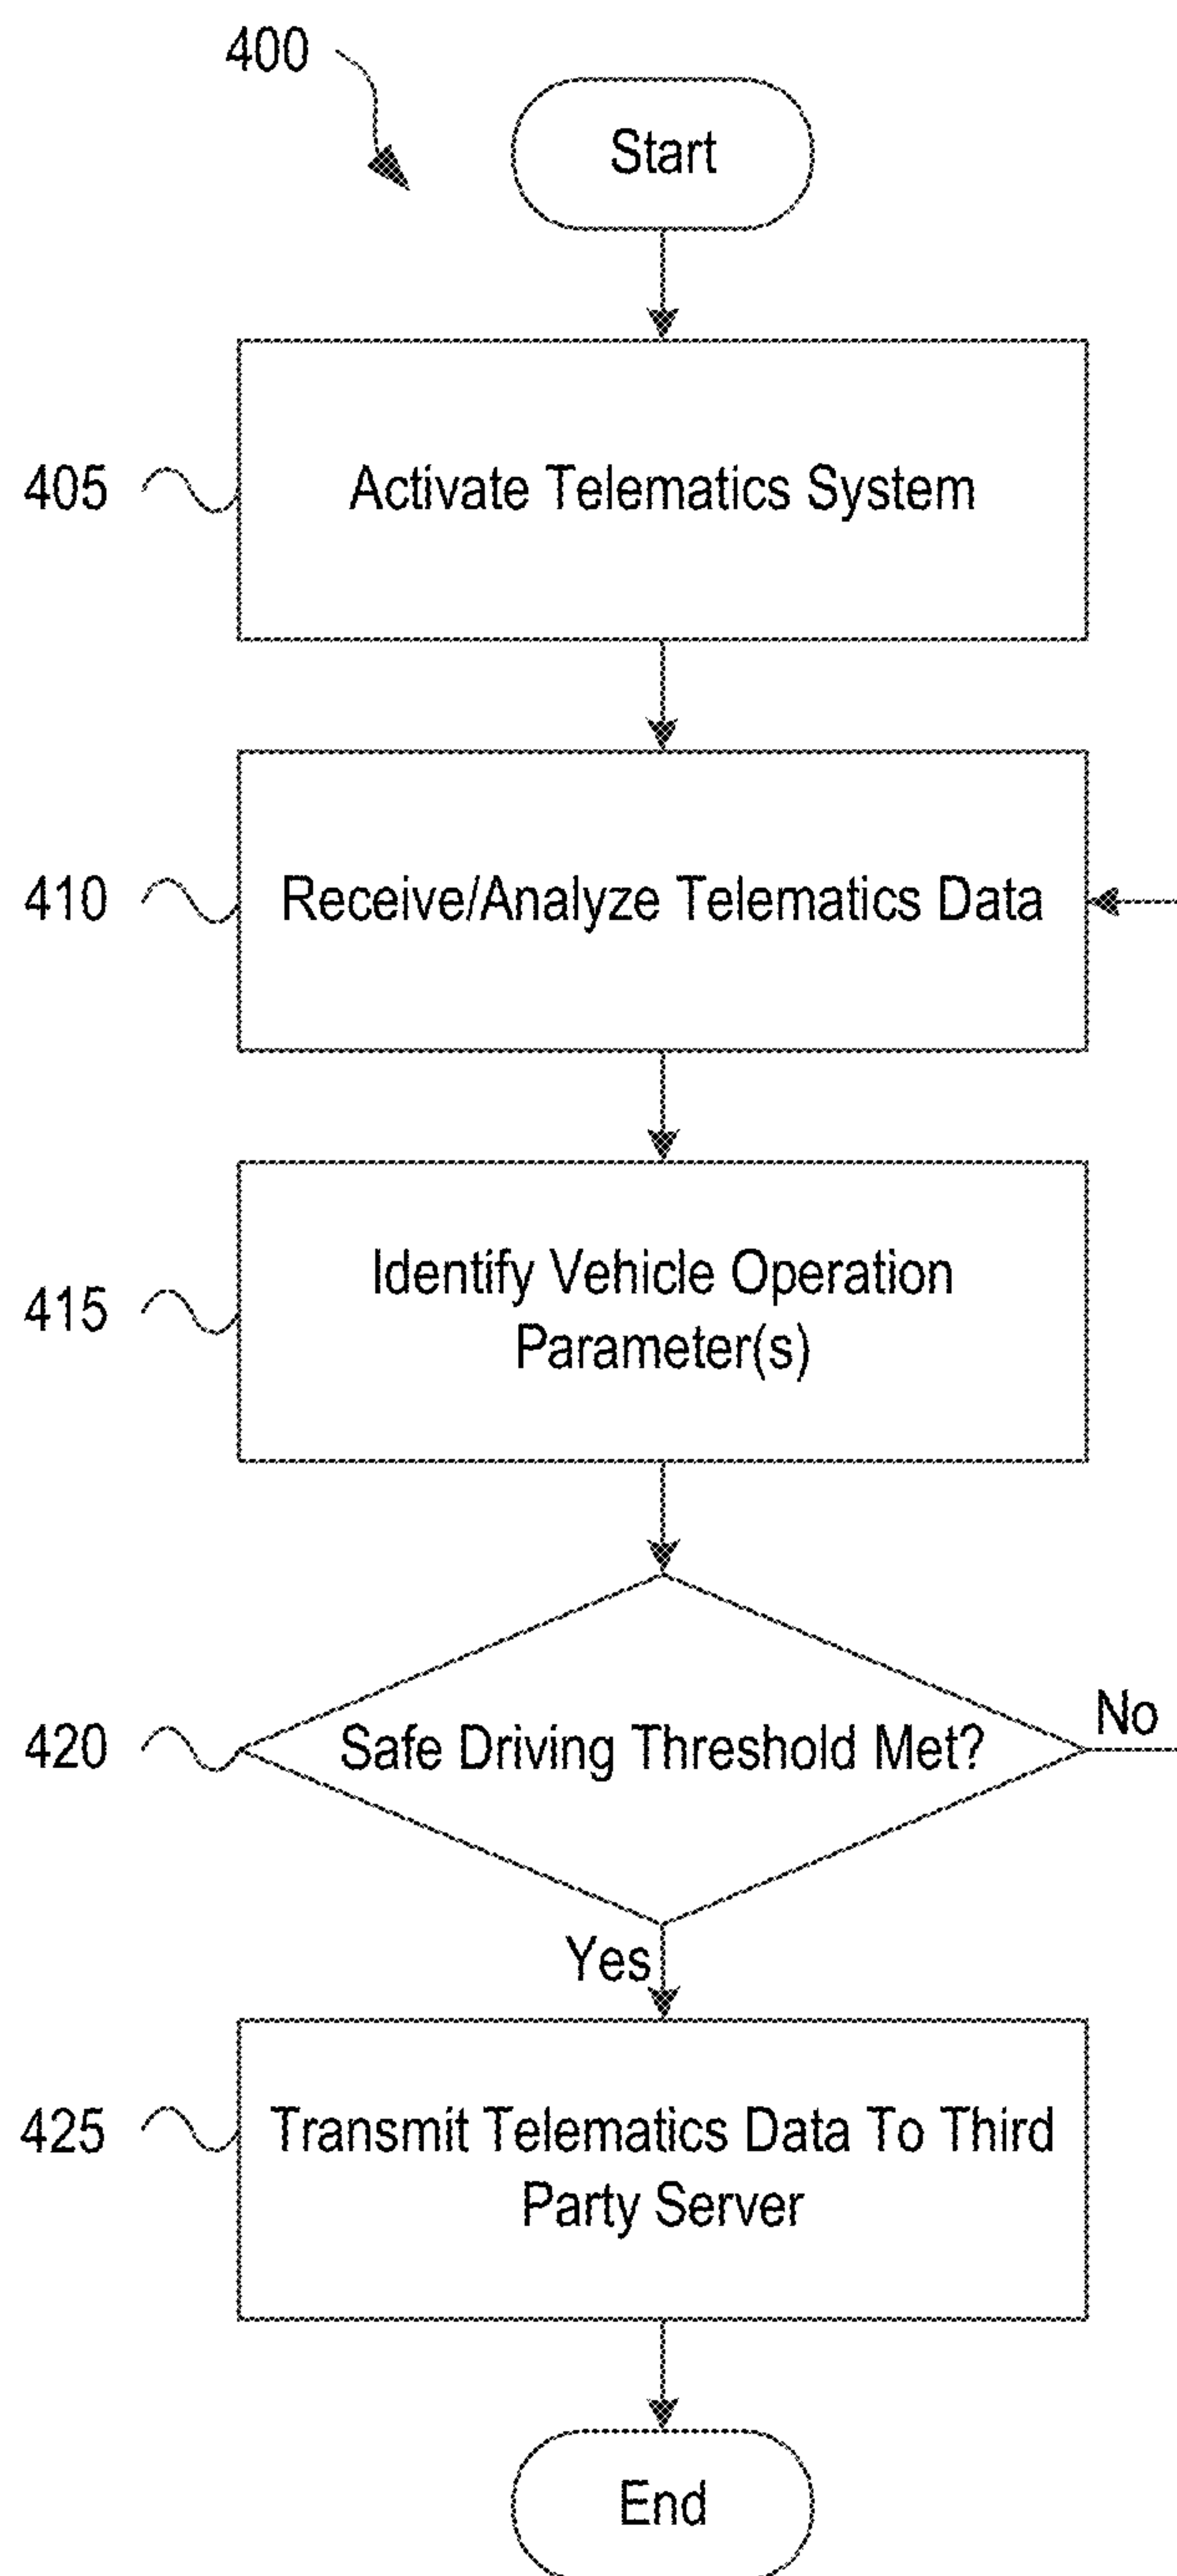 400
Start
405
Activate Telematics System
410
Receive/Analyze Telematics Data
415
Identify Vehicle Operation
Parameter(s)
420
Safe Driving Threshold Met?
No
Yes
425
Transmit Telematics Data To Third
Party Server
End